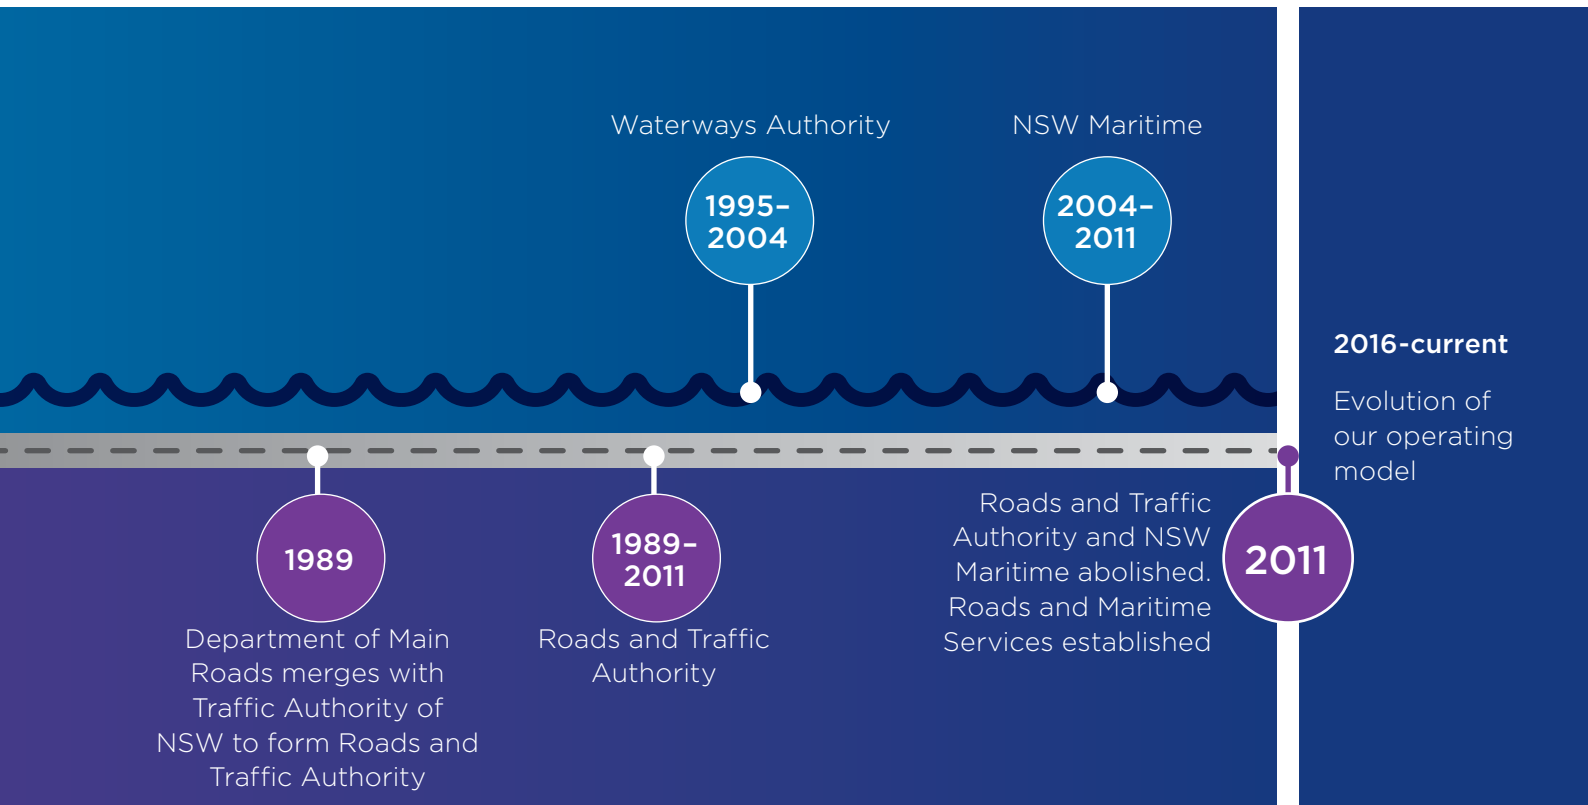 Waterways Authority
1995–
2004
NSW Maritime
2004–
2011
1989
Department of Main
Roads merges with
Traffic Authority of
NSW to form Roads and
Traffic Authority
1989–
2011
Roads and Traffic
Authority
Roads and Traffic
Authority and NSW
Maritime abolished.
Roads and Maritime
Services established
2011
2016-current
Evolution of
our operating
model